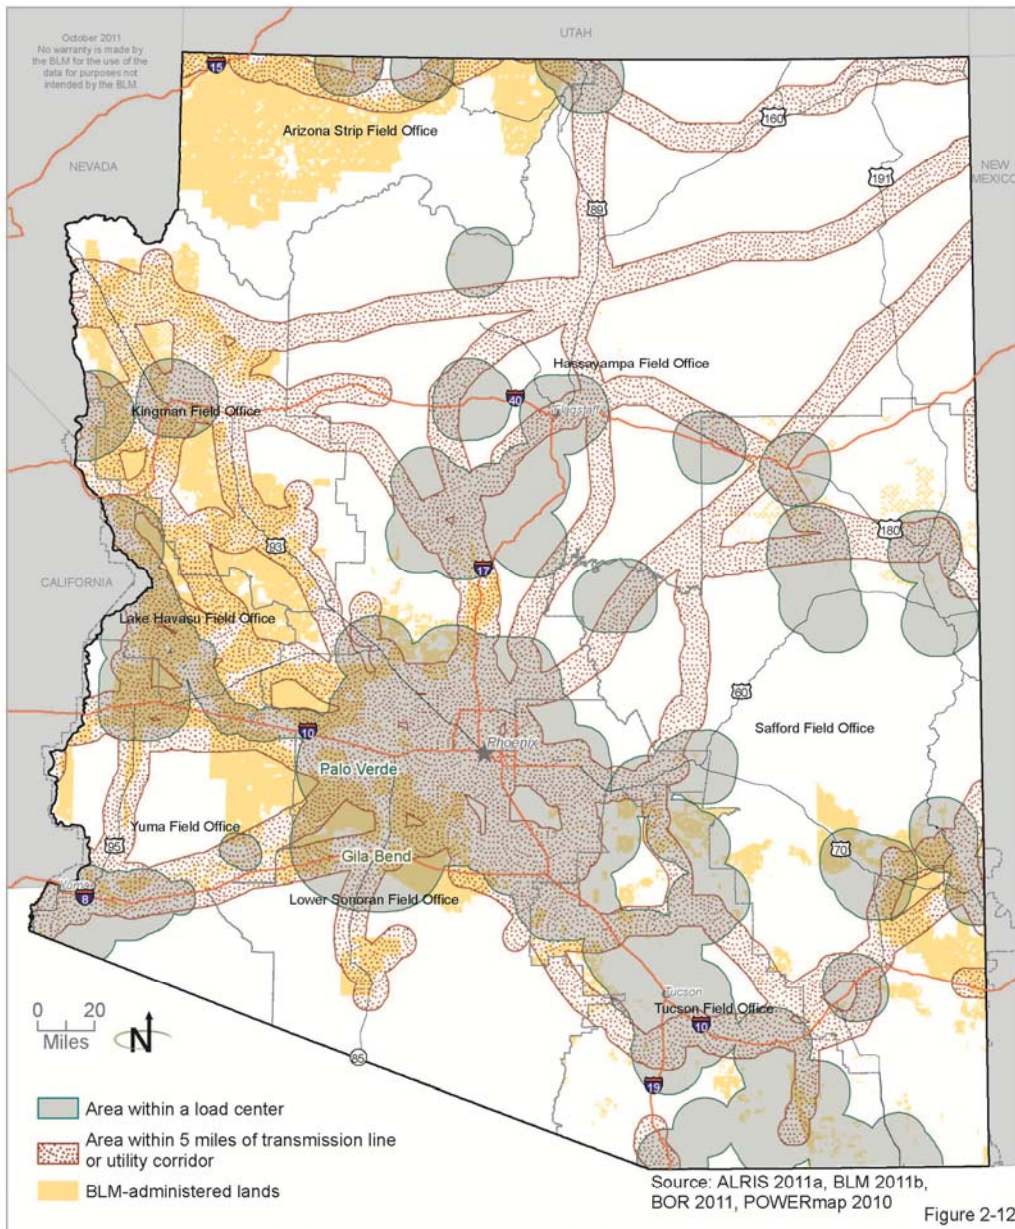 October 2011
No warranty is made by
the BLM for the use of the
data for purposes not
intended by the BLM.
UTAH
15
Arizona Strip Field Office
160
NEVADA
NEW
MEXICO
191
89
Hassayampa Field Office
40
Kingman Field Office
180
93
17
CALIFORNIA
Lake Havasu Field Office
60
Safford Field Office
10
Phoenix
Palo Verde
Yuma Field Office
95
70
Gila Bend
8
Lower Sonoran Field Office
Tucson
Tucson Field Office
0 20
Miles
N
10
85
19
Area within a load center
Area within 5 miles of transmission line
or utility corridor
BLM-administered lands
Source: ALRIS 2011a, BLM 2011b,
BOR 2011, POWERmap 2010
Figure 2-12